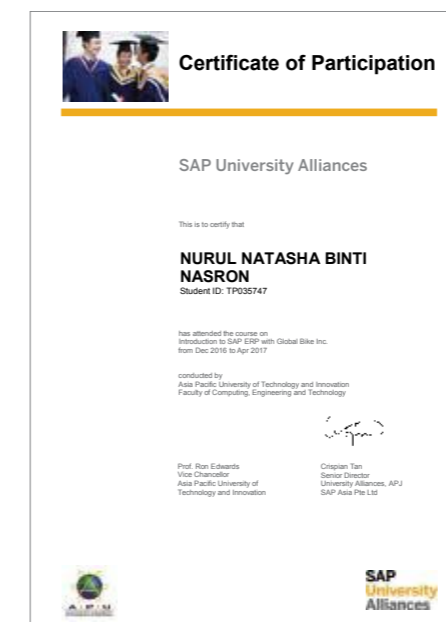 Certificate of Participation
SAP University Alliances
This is to certify that
NURUL NATASHA BINTI
NASRON
Student ID: TP035747
has attended the course on
Introduction to SAP ERP with Global Bike Inc.
from Dec 2016 to Apr 2017
conducted by
Asia Pacific University of Technology and Innovation
Faculty of Computing, Engineering and Technology
Prof. Ron Edwards
Vice Chancellor
Asia Pacific University of
Technology and Innovation
Crispian Tan
Senior Director
University Alliances, APJ
SAP Asia Pte Ltd
A P U
SAP
University
Alliances